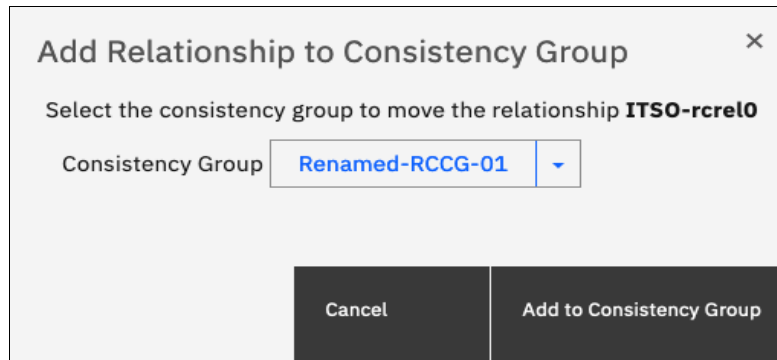 Add Relationship to Consistency Group
Select the consistency group to move the relationship ITSO-rcrel0
Consistency Group Renamed-RCCG-01
Cancel Add to Consistency Group